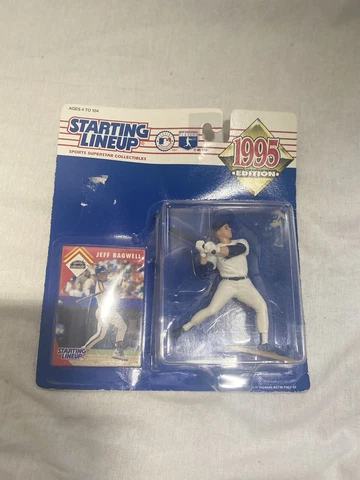 AGES 4 TO 104
STARTING
LINEUP
SPORTS SUPERSTAR COLLECTIBLES
1995
EDITION
JEFF BAGWELL
STARTING
LINEUP